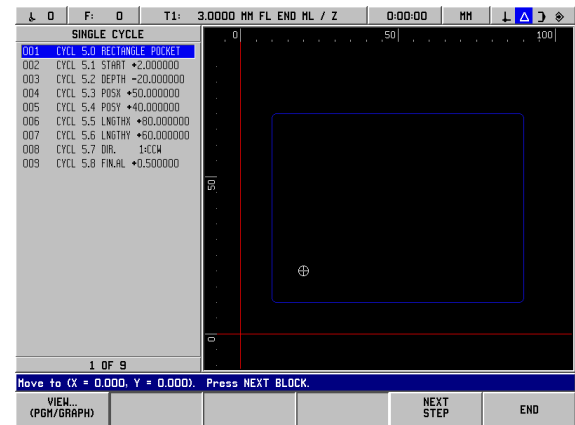 0 F: 0 T1: 3.0000 MM FL END ML / Z 0:00:00 MM
SINGLE CYCLE
001 CYCL 5.0 RECTANGLE POCKET
002 CYCL 5.1 START +2.000000
003 CYCL 5.2 DEPTH -20.000000
004 CYCL 5.3 POSX +50.000000
005 CYCL 5.4 POSY +40.000000
006 CYCL 5.5 LNGTHX +80.000000
007 CYCL 5.6 LNGTHY +60.000000
008 CYCL 5.7 DIR. 1:CCW
009 CYCL 5.8 FIN.AL +0.500000
1 OF 9
0 50 100
50
0
Move to (X = 0.000, Y = 0.000). Press NEXT BLOCK.
VIEW...
(PGM/GRAPH)
NEXT
STEP
END